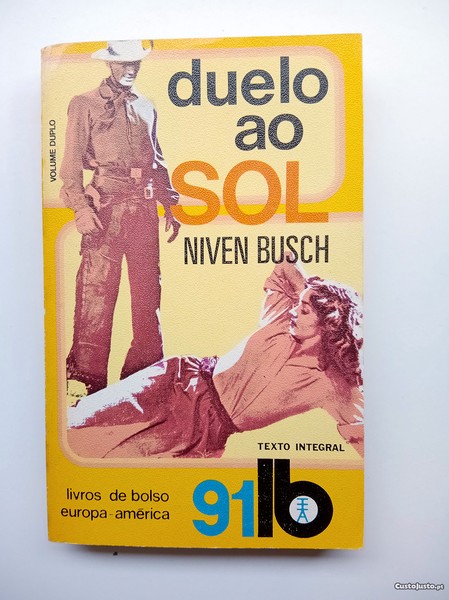 VOLUME DUPLO
duelo
ao
SOL
NIVEN BUSCH
TEXTO INTEGRAL
livros de bolso
europa-américa
91 lb
CustoJusto.pt